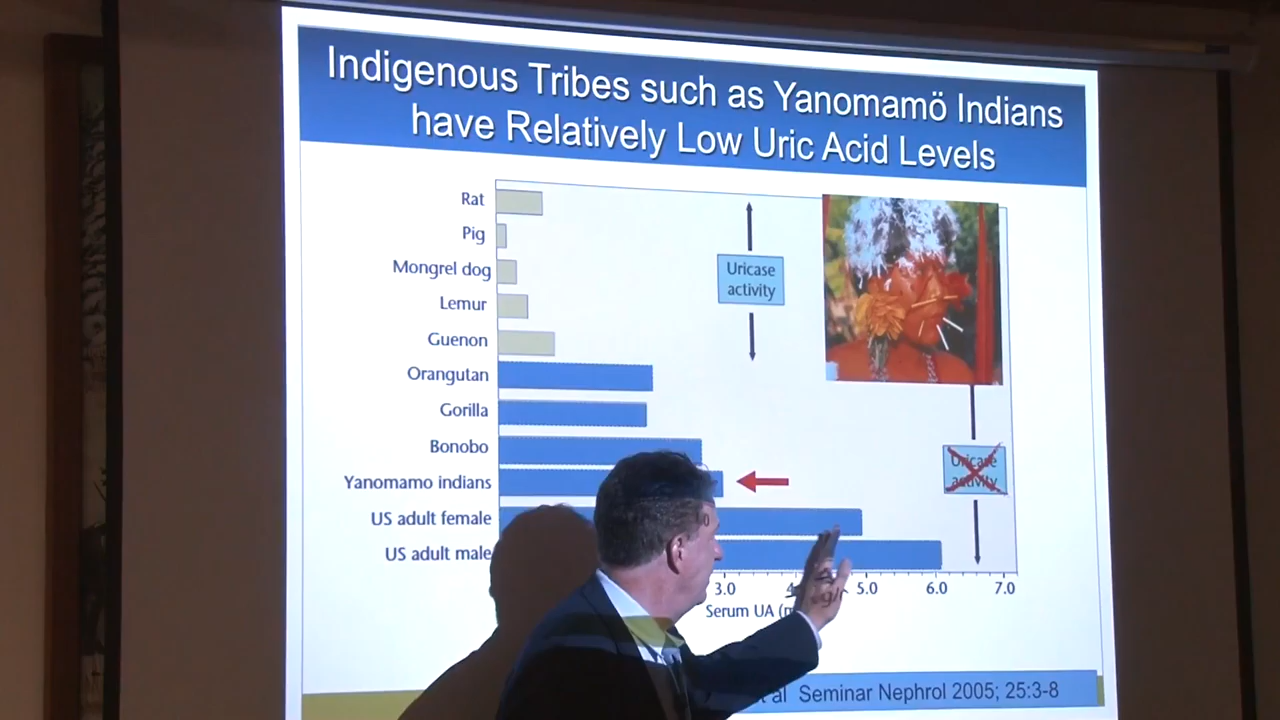 Indigenous Tribes such as Yanomamö Indians
have Relatively Low Uric Acid Levels
Rat
Pig
Mongrel dog
Lemur
Guenon
Orangutan
Gorilla
Bonobo
Yanomamo indians
US adult female
US adult male
Uricase
activity
Uricase
activity
3.0
5.0
6.0
7.0
Serum UA
al Seminar Nephrol 2005; 25:3-8